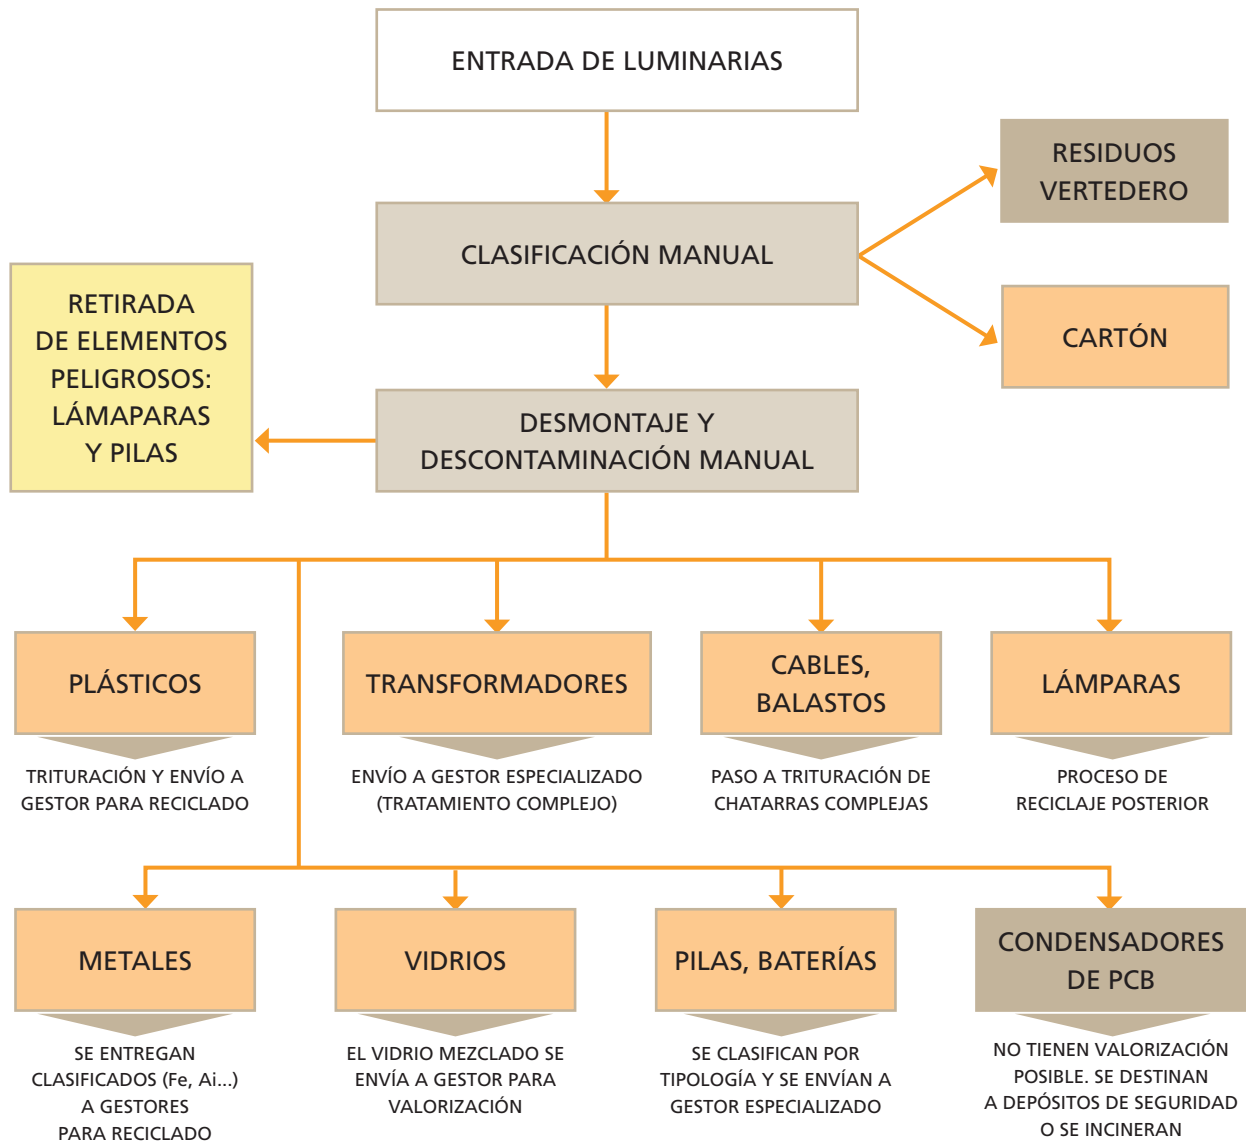 ENTRADA DE LUMINARIAS
RESIDUOS
VERTEDERO
CLASIFICACIÓN MANUAL
CARTÓN
RETIRADA
DE ELEMENTOS
PELIGROSOS:
LÁMAPARAS
Y PILAS
DESMONTAJE Y
DESCONTAMINACIÓN MANUAL
PLÁSTICOS
TRITURACIÓN Y ENVÍO A
GESTOR PARA RECICLADO
TRANSFORMADORES
ENVÍO A GESTOR ESPECIALIZADO
(TRATAMIENTO COMPLEJO)
CABLES,
BALASTOS
PASO A TRITURACIÓN DE
CHATARRAS COMPLEJAS
LÁMPARAS
PROCESO DE
RECICLAJE POSTERIOR
METALES
SE ENTREGAN
CLASIFICADOS (Fe, Ai...)
A GESTORES
PARA RECICLADO
VIDRIOS
EL VIDRIO MEZCLADO SE
ENVÍA A GESTOR PARA
VALORIZACIÓN
PILAS, BATERÍAS
SE CLASIFICAN POR
TIPOLOGÍA Y SE ENVÍAN A
GESTOR ESPECIALIZADO
CONDENSADORES
DE PCB
NO TIENEN VALORIZACIÓN
POSIBLE. SE DESTINAN
A DEPÓSITOS DE SEGURIDAD
O SE INCINERAN